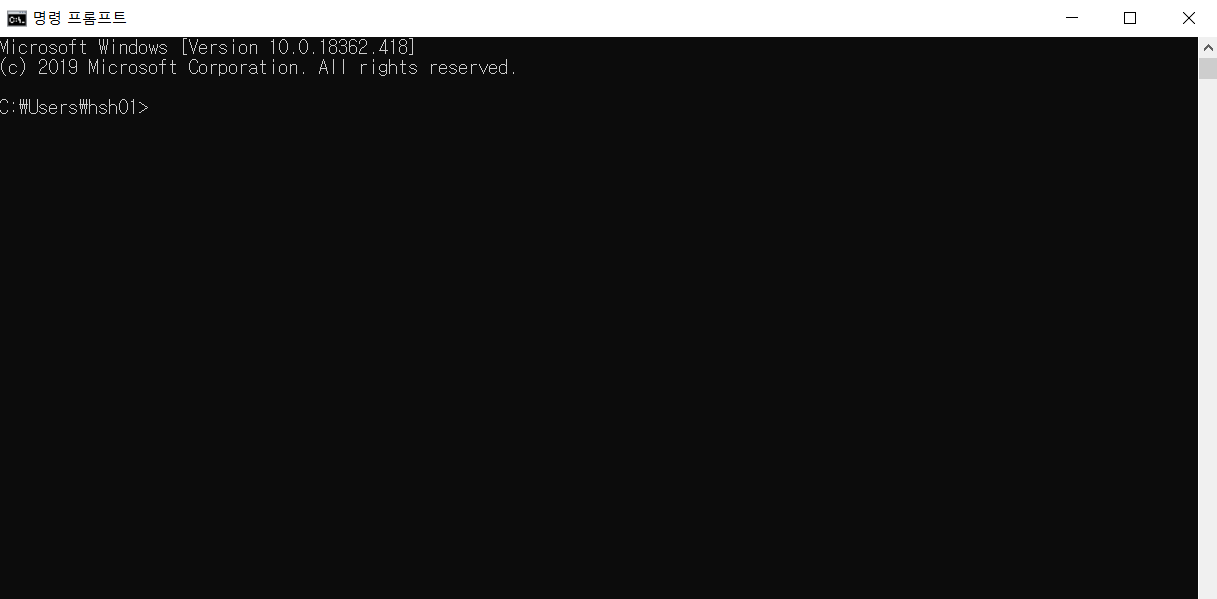 명령 프롬프트
Microsoft Windows [Version 10.0.18362.418]
(c) 2019 Microsoft Corporation. All rights reserved.
C:₩Users₩hsh01>